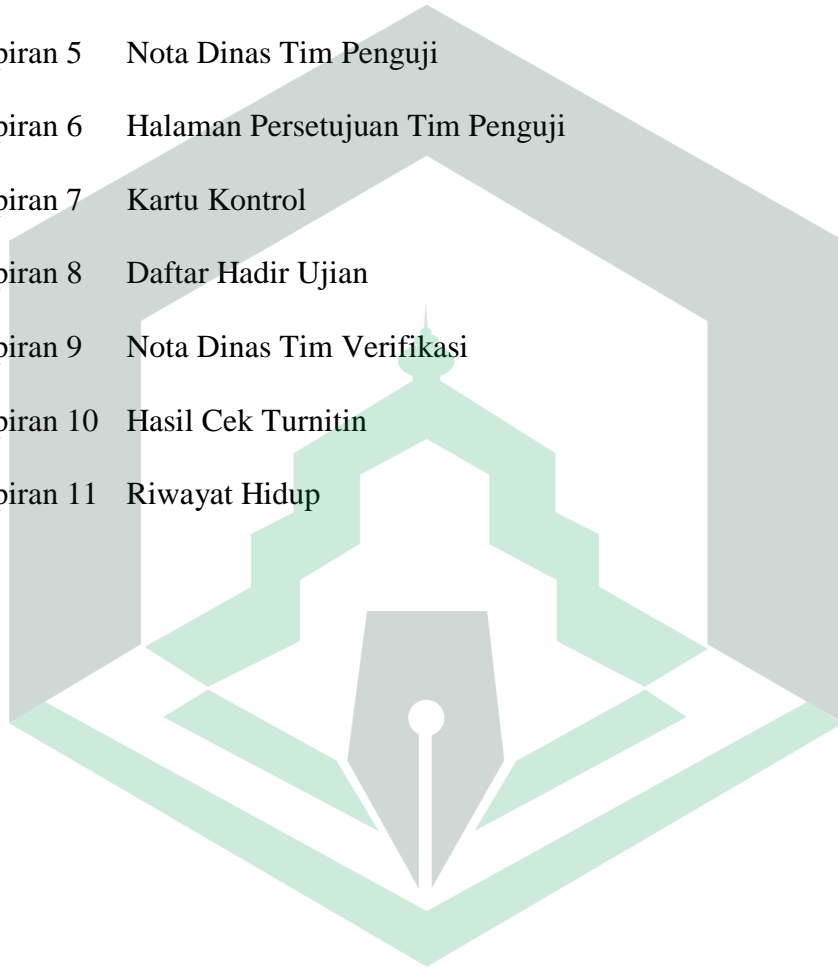 piran 5 Nota Dinas Tim Penguji
piran 6 Halaman Persetujuan Tim Penguji
piran 7 Kartu Kontrol
piran 8 Daftar Hadir Ujian
piran 9 Nota Dinas Tim Verifikasi
piran 10 Hasil Cek Turnitin
piran 11 Riwayat Hidup